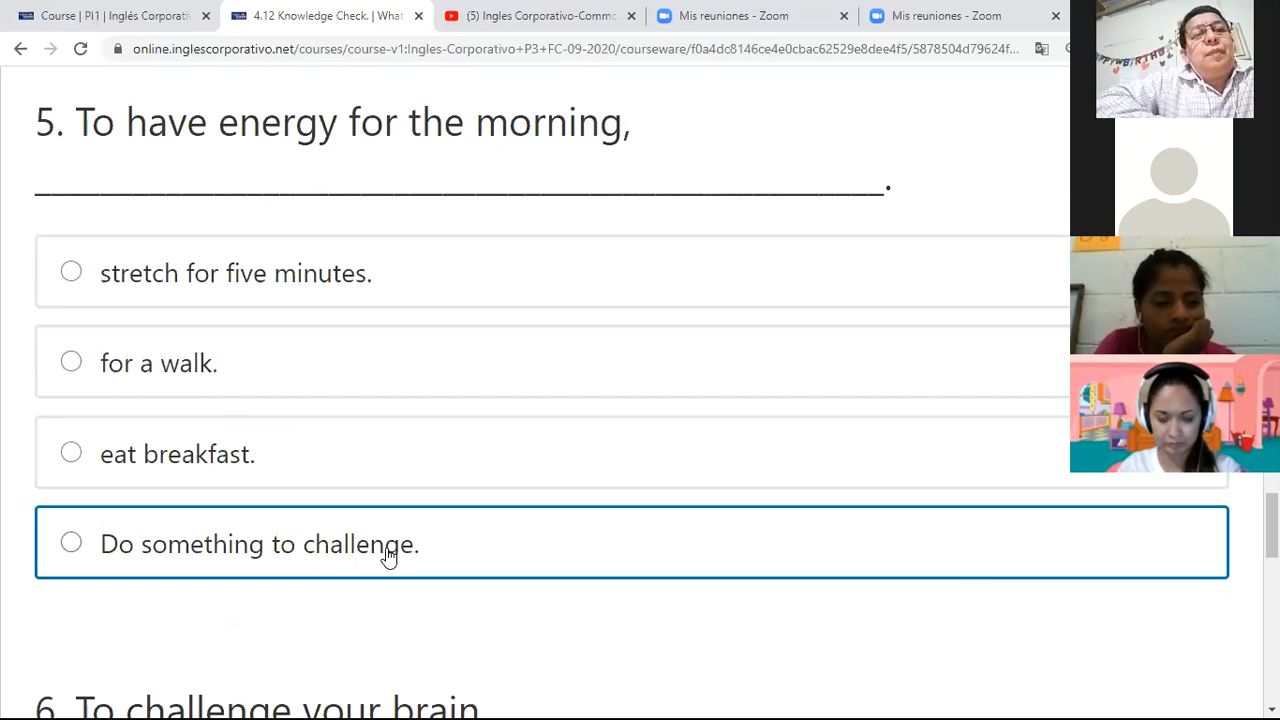 Course | PI1 | Inglés Corporati
4.12 Knowledge Check. | What
(5) Ingles Corporativo-Commo
Mis reuniones - Zoom
Mis reuniones - Zoom
online.inglescorporativo.net/courses/course-v1:Ingles-Corporativo+P3+FC-09-2020/courseware/f0a4dc8146ce4e0cbac62529e8dee4f5/5878504d79624f...
5. To have energy for the morning,
____________________________________________________.
stretch for five minutes.
for a walk.
eat breakfast.
Do something to challenge.
6. To challenge your brain